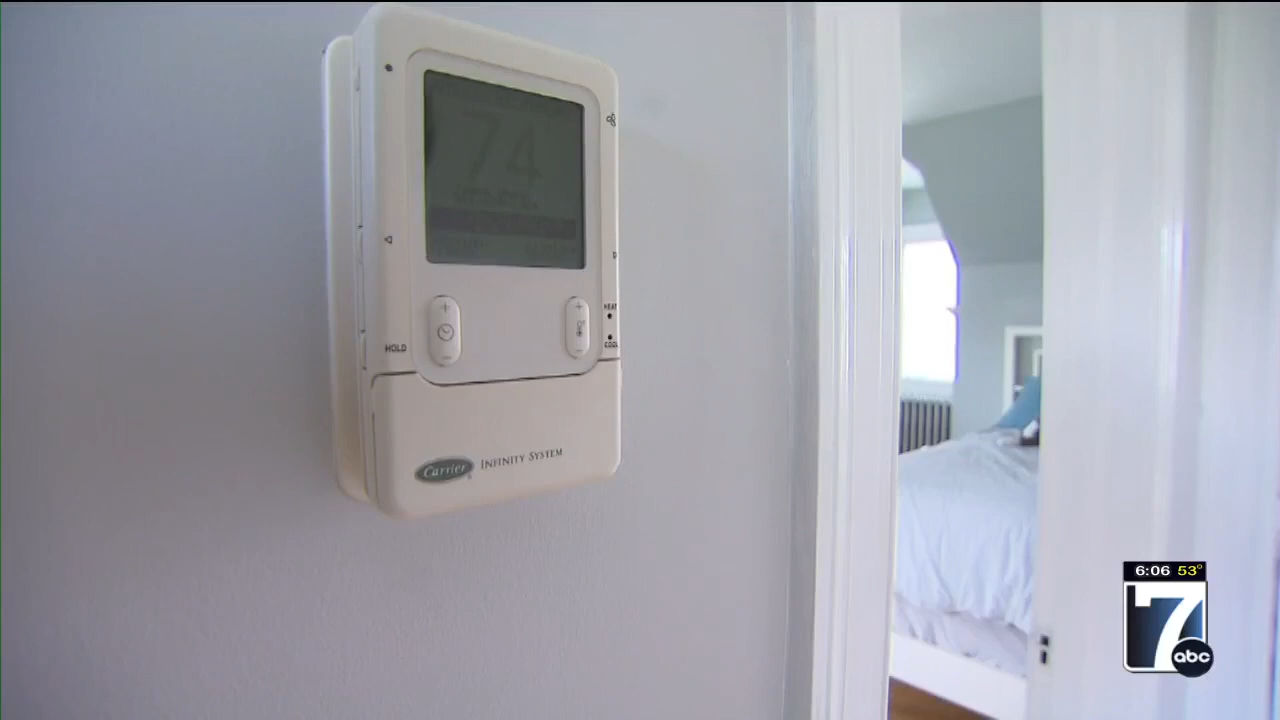 74
HEAT
COOL
HOLD
Carrier INFINITY SYSTEM
6:06 53°
7
abc